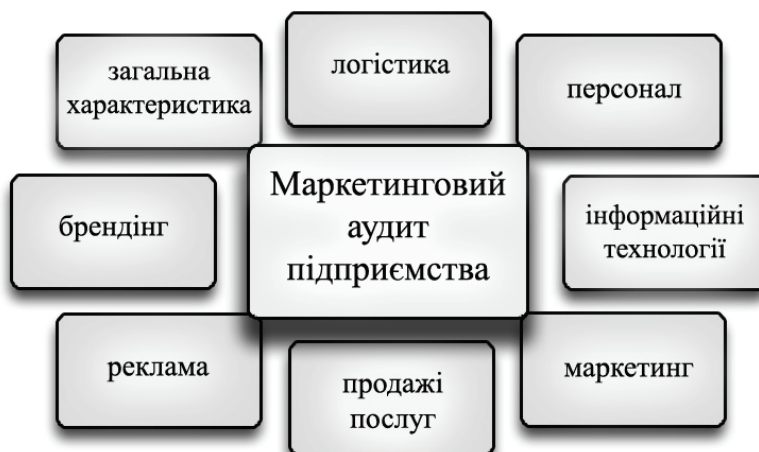 загальна
характеристика
логістика
персонал
брендінг
Маркетинговий
аудит
підприємства
інформаційні
технології
реклама
продажі
послуг
маркетинг